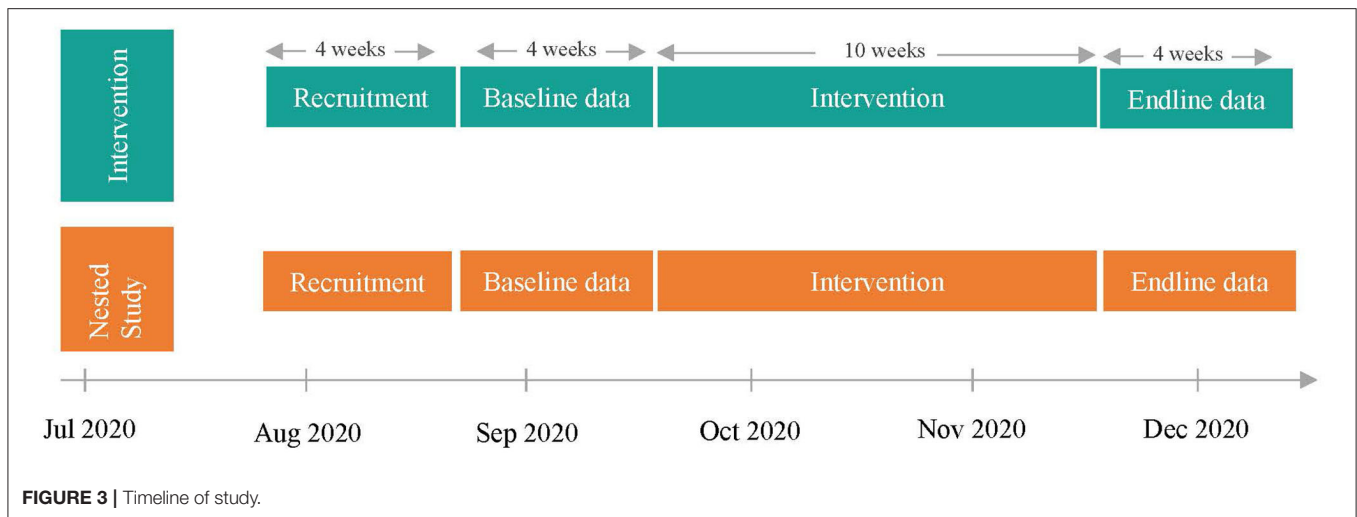 Intervention
4 weeks
4 weeks
10 weeks
4 weeks
Recruitment
Baseline data
Intervention
Endline data
Nested
Study
Recruitment
Baseline data
Intervention
Endline data
Jul 2020
Aug 2020
Sep 2020
Oct 2020
Nov 2020
Dec 2020
FIGURE 3 | Timeline of study.